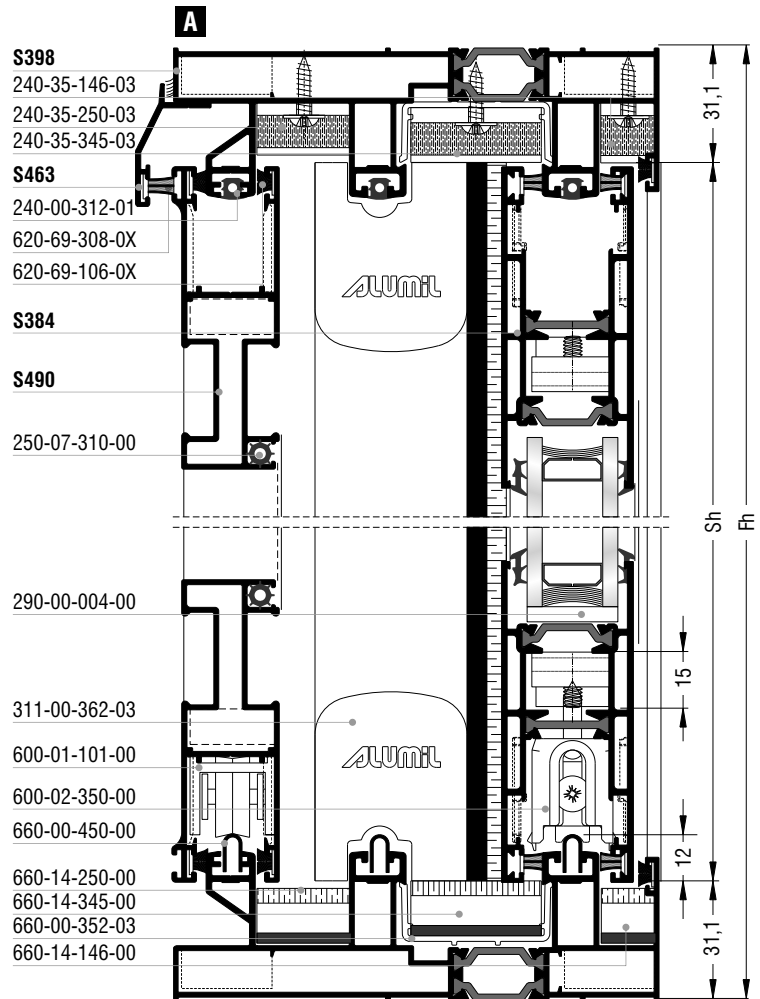 A
S398
240-35-146-03
240-35-250-03
240-35-345-03
S463
240-00-312-01
620-69-308-0X
620-69-106-0X
S384
S490
250-07-310-00
290-00-004-00
311-00-362-03
600-01-101-00
600-02-350-00
660-00-450-00
660-14-250-00
660-14-345-00
660-00-352-03
660-14-146-00
ALUMIL
ALUMIL
31,1
Sh
Fh
15
12
31,1